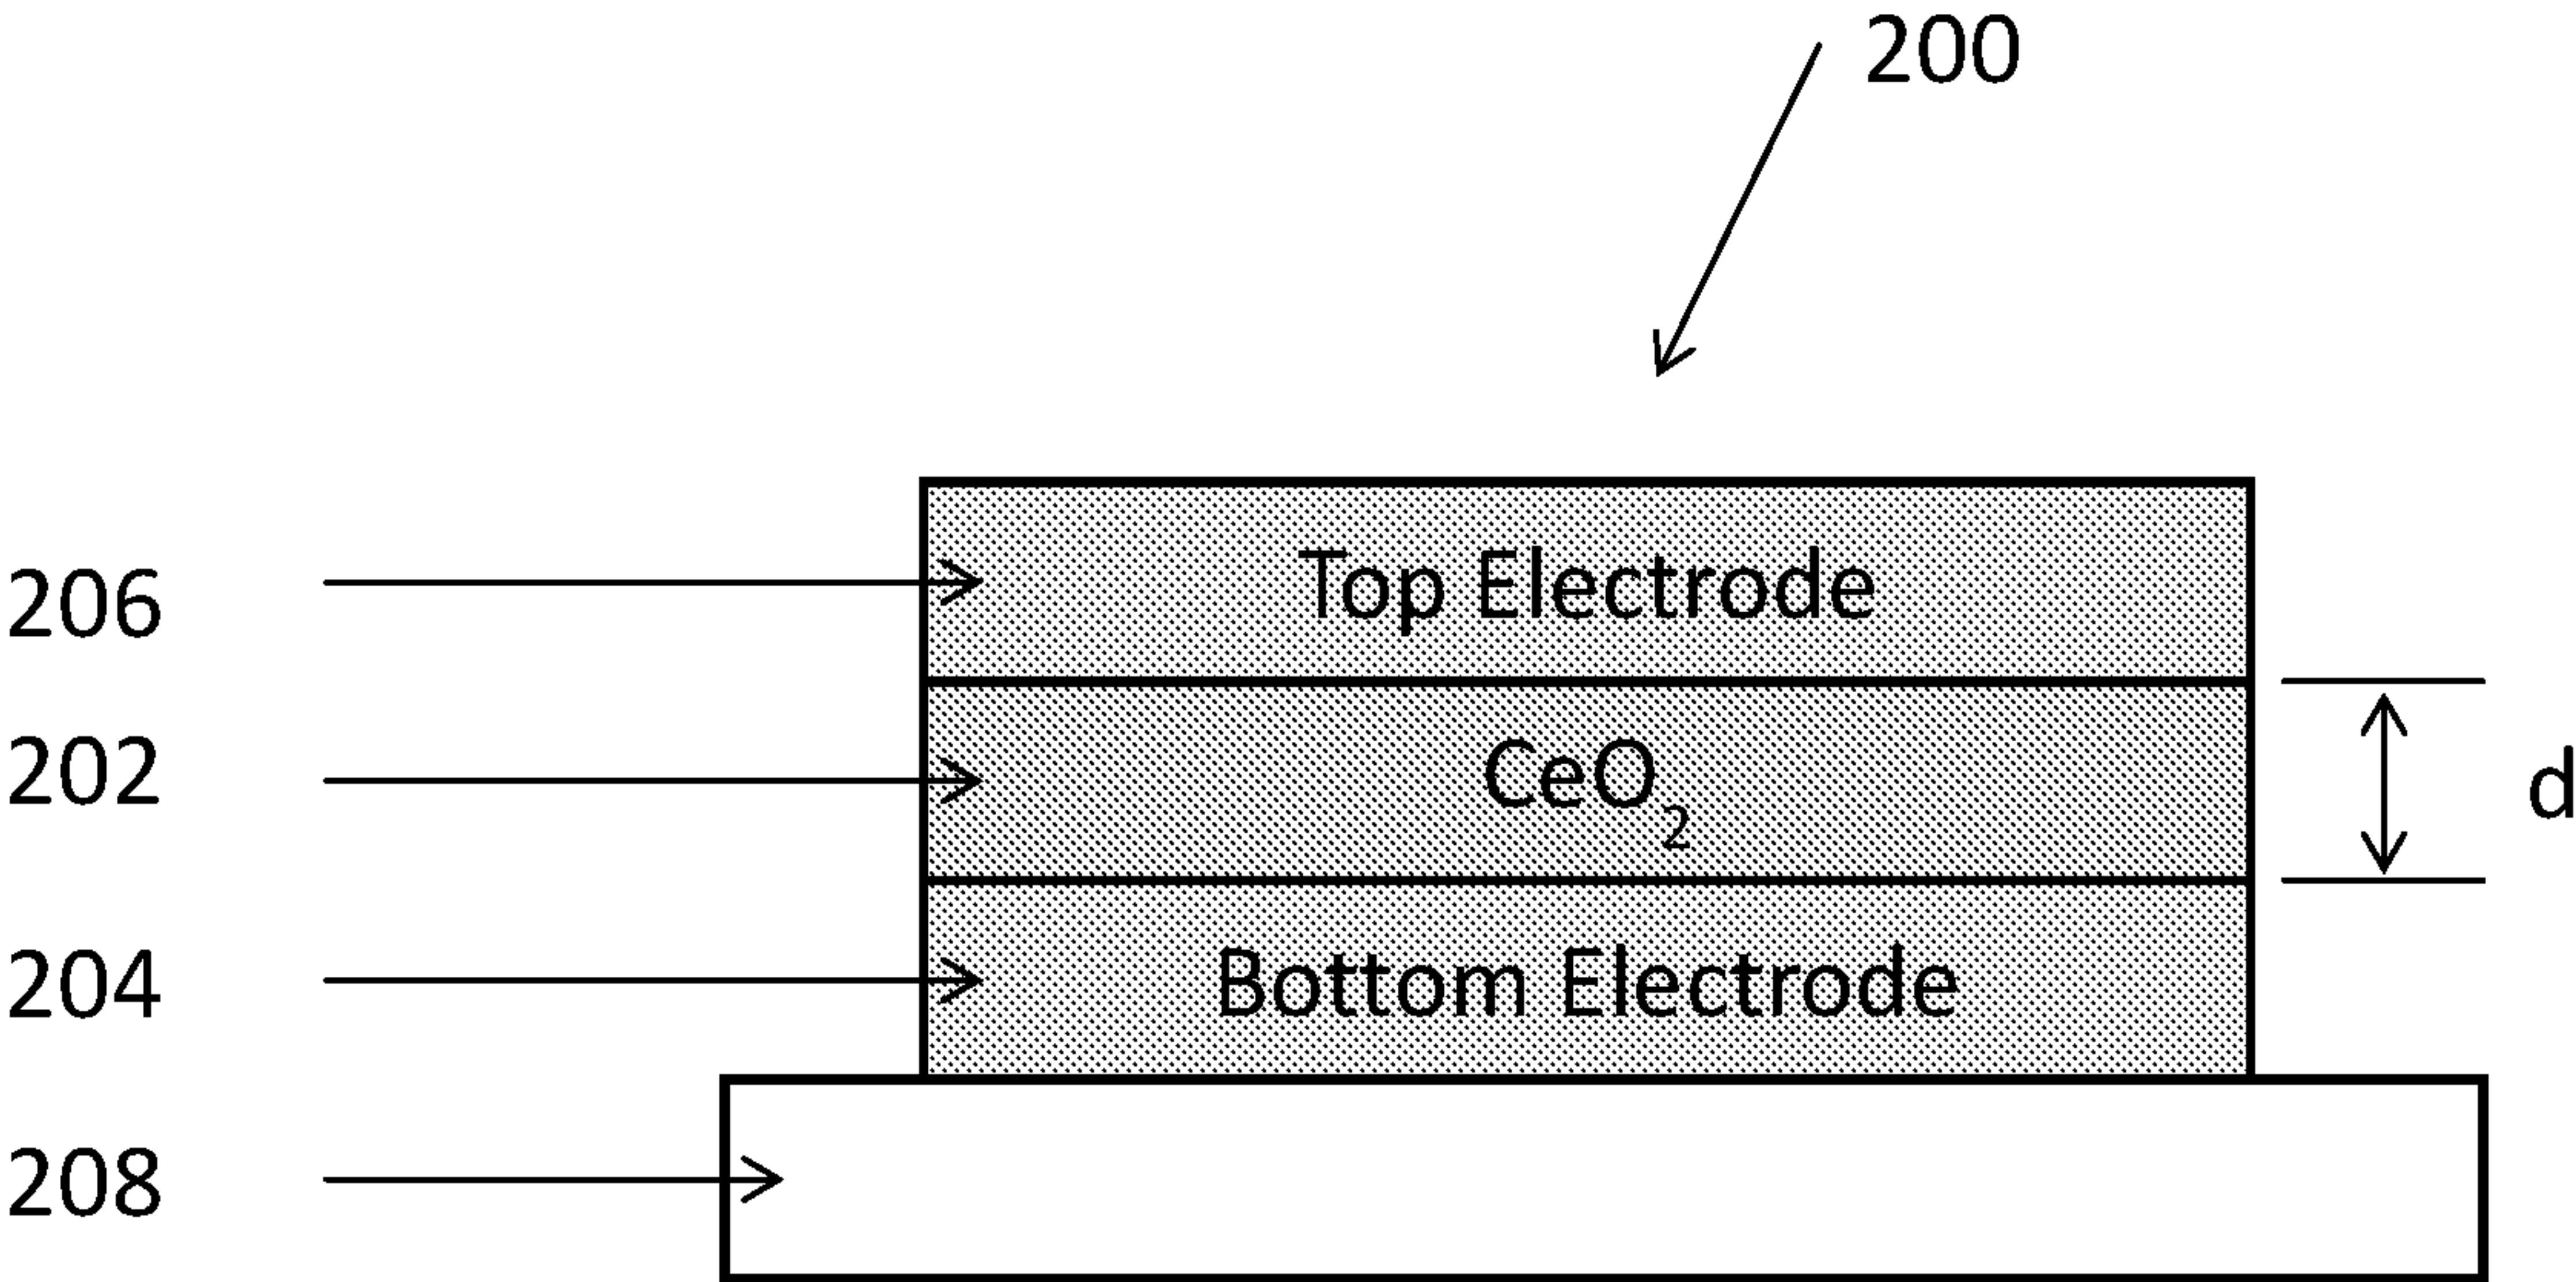 200
206 Top Electrode
202 CeO₂ d
204 Bottom Electrode
208